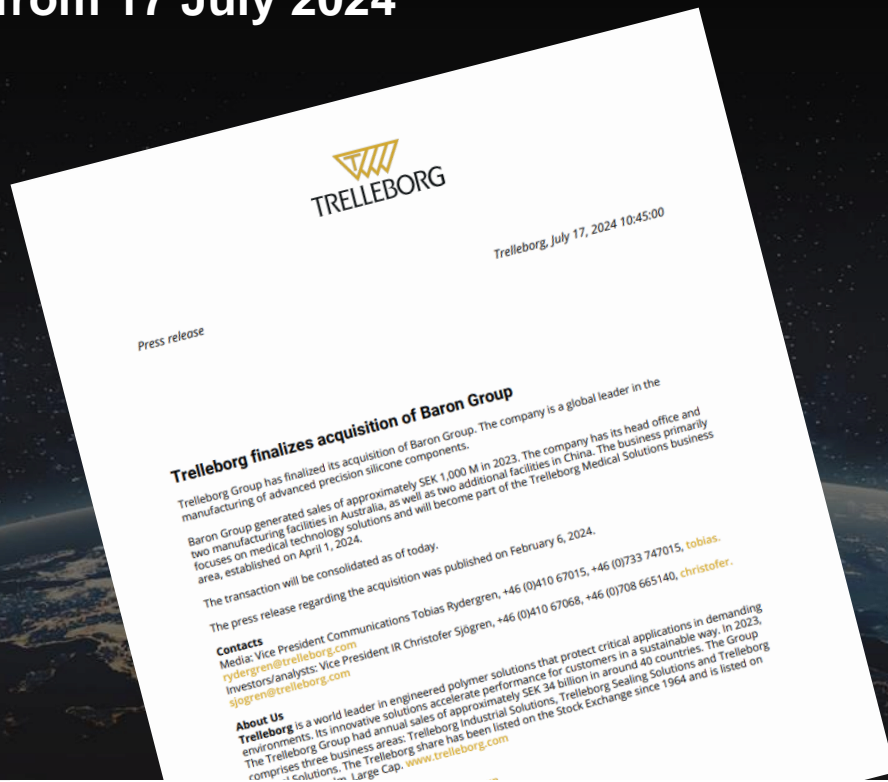 from 17 July 2024
TRELLEBORG
Trelleborg, July 17, 2024 10:45:00
Press release
Trelleborg finalizes acquisition of Baron Group
Trelleborg Group has finalized its acquisition of Baron Group. The company is a global leader in the
manufacturing of advanced precision silicone components.
Baron Group generated sales of approximately SEK 1,000 M in 2023. The company has its head office and
two manufacturing facilities in Australia, as well as two additional facilities in China. The business primarily
focuses on medical technology solutions and will become part of the Trelleborg Medical Solutions business
area, established on April 1, 2024.
The transaction will be consolidated as of today.
The press release regarding the acquisition was published on February 6, 2024.
Contacts
Media: Vice President Communications Tobias Rydergren, +46 (0)410 67015, +46 (0)733 747015, tobias.
rydergren@trelleborg.com
Investors/analysts: Vice President IR Christofer Sjögren, +46 (0)410 67068, +46 (0)708 665140, christofer.
sjogren@trelleborg.com
About Us
Trelleborg is a world leader in engineered polymer solutions that protect critical applications in demanding
environments. Its innovative solutions accelerate performance for customers in a sustainable way. In 2023,
The Trelleborg Group had annual sales of approximately SEK 34 billion in around 40 countries. The Group
comprises three business areas: Trelleborg Industrial Solutions, Trelleborg Sealing Solutions and Trelleborg
Solutions. The Trelleborg share has been listed on the Stock Exchange since 1964 and is listed on
Large Cap. www.trelleborg.com